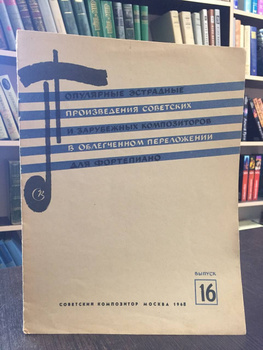 ОПУЛЯРНЫЕ ЭСТРАДНЫЕ
ПРОИЗВЕДЕНИЯ СОВЕТСКИХ
И ЗАРУБЕЖНЫХ КОМПОЗИТОРОВ
В ОБЛЕГЧЕННОМ ПЕРЕЛОЖЕНИИ
ДЛЯ ФОРТЕПИАНО
ВЫПУСК
16
СОВЕТСКИЙ КОМПОЗИТОР МОСКВА 1968